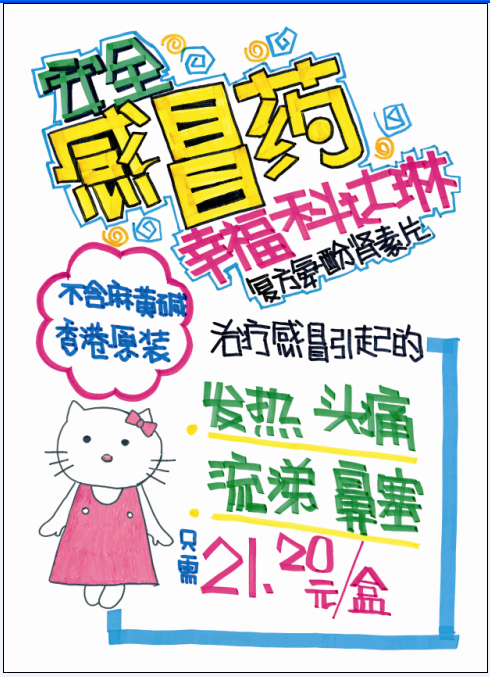 安全
感冒药
幸福科达琳
复方氨酚肾素片
不含麻黄碱
香港原装
治疗感冒引起的
发热 头痛
流涕 鼻塞
只需
21.20
元/盒